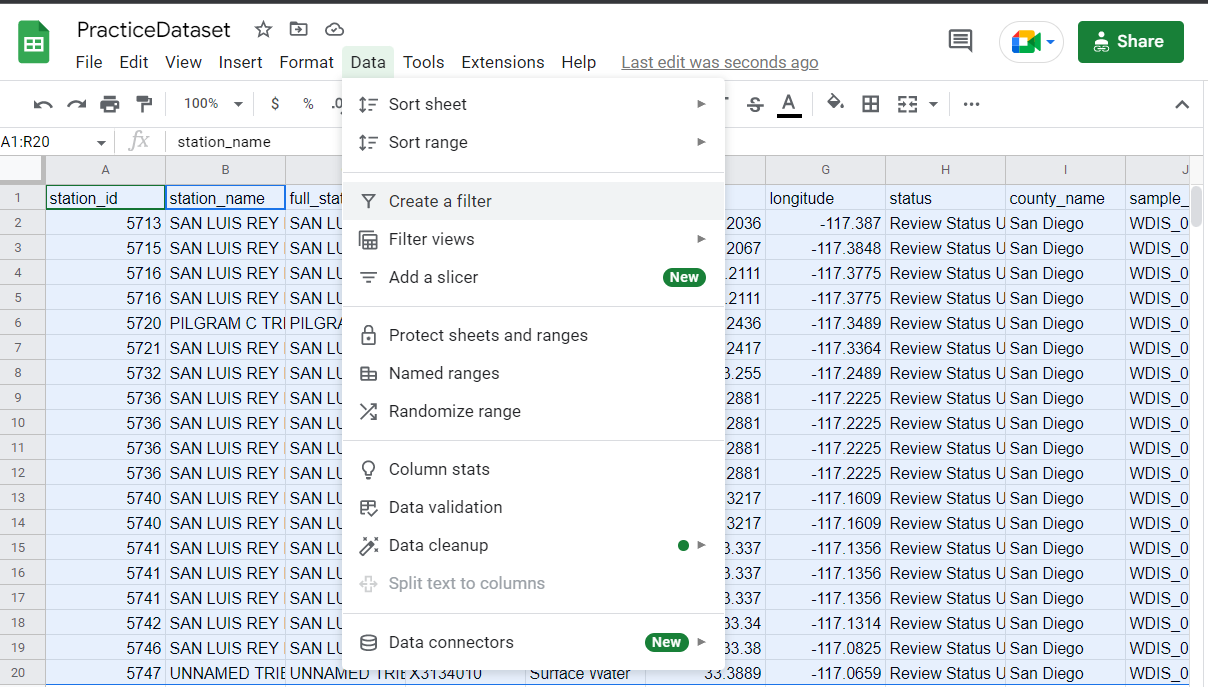 PracticeDataset
File Edit View Insert Format Data Tools Extensions Help Last edit was seconds ago
Share
100% $ % .0
A1:R20 fx station_name
Sort sheet
Sort range
Create a filter
Filter views
Add a slicer New
Protect sheets and ranges
Named ranges
Randomize range
Column stats
Data validation
Data cleanup
Split text to columns
Data connectors New
A B G H I J
1 station_id station_name full_stat longitude status county_name sample_
2 5713 SAN LUIS REY SAN LU 2036 -117.387 Review Status U San Diego WDIS_0
3 5715 SAN LUIS REY SAN LU 2067 -117.3848 Review Status U San Diego WDIS_0
4 5716 SAN LUIS REY SAN LU .2111 -117.3775 Review Status U San Diego WDIS_0
5 5716 SAN LUIS REY SAN LU .2111 -117.3775 Review Status U San Diego WDIS_0
6 5720 PILGRAM C TRI PILGRA 2436 -117.3489 Review Status U San Diego WDIS_0
7 5721 SAN LUIS REY SAN LU 2417 -117.3364 Review Status U San Diego WDIS_0
8 5732 SAN LUIS REY SAN LU 3.255 -117.2489 Review Status U San Diego WDIS_0
9 5736 SAN LUIS REY SAN LU 2881 -117.2225 Review Status U San Diego WDIS_0
10 5736 SAN LUIS REY SAN LU 2881 -117.2225 Review Status U San Diego WDIS_0
11 5736 SAN LUIS REY SAN LU 2881 -117.2225 Review Status U San Diego WDIS_0
12 5736 SAN LUIS REY SAN LU 2881 -117.2225 Review Status U San Diego WDIS_0
13 5740 SAN LUIS REY SAN LU 3217 -117.1609 Review Status U San Diego WDIS_0
14 5740 SAN LUIS REY SAN LU 3217 -117.1609 Review Status U San Diego WDIS_0
15 5741 SAN LUIS REY SAN LU 3.337 -117.1356 Review Status U San Diego WDIS_0
16 5741 SAN LUIS REY SAN LU 3.337 -117.1356 Review Status U San Diego WDIS_0
17 5741 SAN LUIS REY SAN LU 3.337 -117.1356 Review Status U San Diego WDIS_0
18 5742 SAN LUIS REY SAN LU 33.34 -117.1314 Review Status U San Diego WDIS_0
19 5746 SAN LUIS REY SAN LU 33.38 -117.0825 Review Status U San Diego WDIS_0
20 5747 UNNAMED TRIE UNNAMED TRIE X3134010 Surface Water 33.3889 -117.0659 Review Status U San Diego WDIS_0